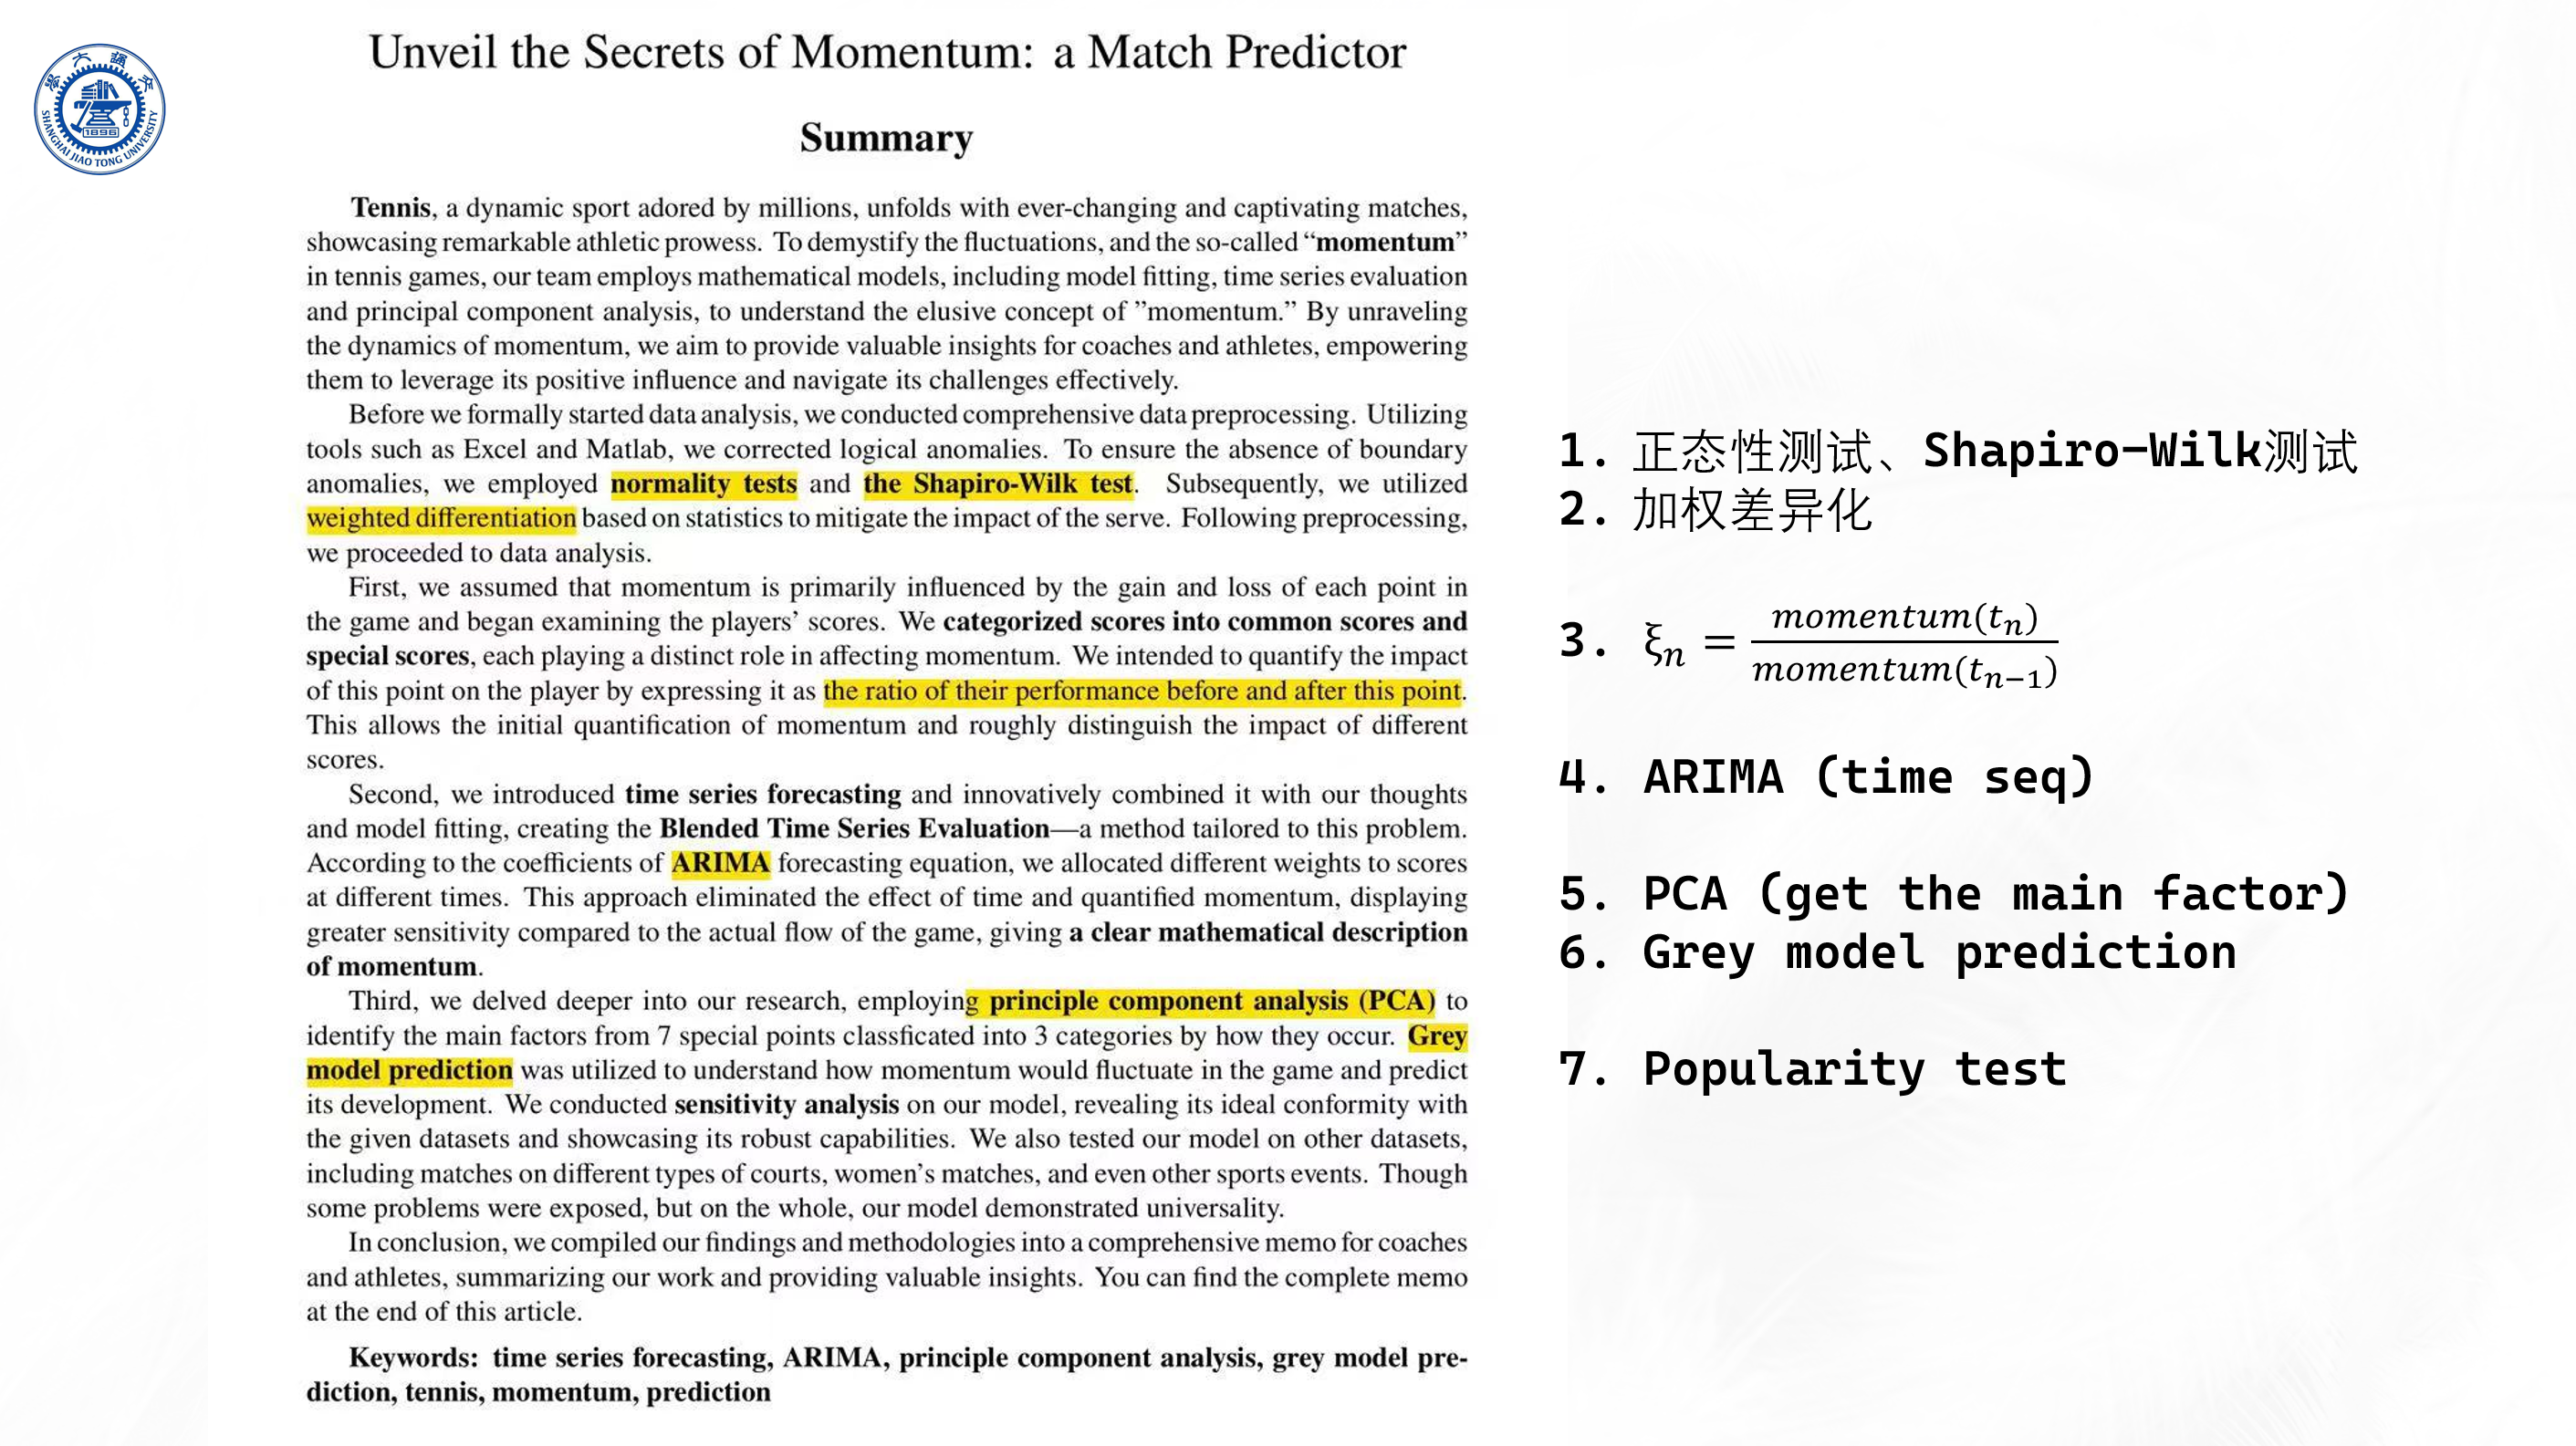 學 大 通 交
SHANGHAI JIAO TONG UNIVERSITY
1896
Unveil the Secrets of Momentum: a Match Predictor
Summary
Tennis, a dynamic sport adored by millions, unfolds with ever-changing and captivating matches,
showcasing remarkable athletic prowess. To demystify the fluctuations, and the so-called “momentum”
in tennis games, our team employs mathematical models, including model fitting, time series evaluation
and principal component analysis, to understand the elusive concept of ”momentum.” By unraveling
the dynamics of momentum, we aim to provide valuable insights for coaches and athletes, empowering
them to leverage its positive influence and navigate its challenges effectively.
Before we formally started data analysis, we conducted comprehensive data preprocessing. Utilizing
tools such as Excel and Matlab, we corrected logical anomalies. To ensure the absence of boundary
anomalies, we employed normality tests and the Shapiro-Wilk test. Subsequently, we utilized
weighted differentiation based on statistics to mitigate the impact of the serve. Following preprocessing,
we proceeded to data analysis.
First, we assumed that momentum is primarily influenced by the gain and loss of each point in
the game and began examining the players’ scores. We categorized scores into common scores and
special scores, each playing a distinct role in affecting momentum. We intended to quantify the impact
of this point on the player by expressing it as the ratio of their performance before and after this point.
This allows the initial quantification of momentum and roughly distinguish the impact of different
scores.
Second, we introduced time series forecasting and innovatively combined it with our thoughts
and model fitting, creating the Blended Time Series Evaluation—a method tailored to this problem.
According to the coefficients of ARIMA forecasting equation, we allocated different weights to scores
at different times. This approach eliminated the effect of time and quantified momentum, displaying
greater sensitivity compared to the actual flow of the game, giving a clear mathematical description
of momentum.
Third, we delved deeper into our research, employing principle component analysis (PCA) to
identify the main factors from 7 special points classficated into 3 categories by how they occur. Grey
model prediction was utilized to understand how momentum would fluctuate in the game and predict
its development. We conducted sensitivity analysis on our model, revealing its ideal conformity with
the given datasets and showcasing its robust capabilities. We also tested our model on other datasets,
including matches on different types of courts, women’s matches, and even other sports events. Though
some problems were exposed, but on the whole, our model demonstrated universality.
In conclusion, we compiled our findings and methodologies into a comprehensive memo for coaches
and athletes, summarizing our work and providing valuable insights. You can find the complete memo
at the end of this article.
Keywords: time series forecasting, ARIMA, principle component analysis, grey model pre-
diction, tennis, momentum, prediction
1. 正态性测试、Shapiro-Wilk测试
2. 加权差异化
3. ξₙ = momentum(tₙ) / momentum(tₙ₋₁)
4. ARIMA (time seq)
5. PCA (get the main factor)
6. Grey model prediction
7. Popularity test